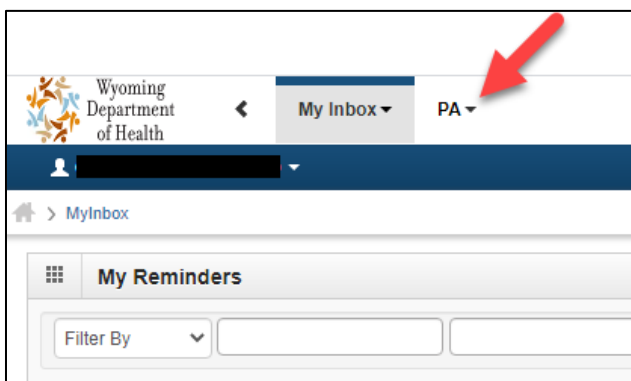 Wyoming
Department
of Health
My Inbox
PA
MyInbox
My Reminders
Filter By